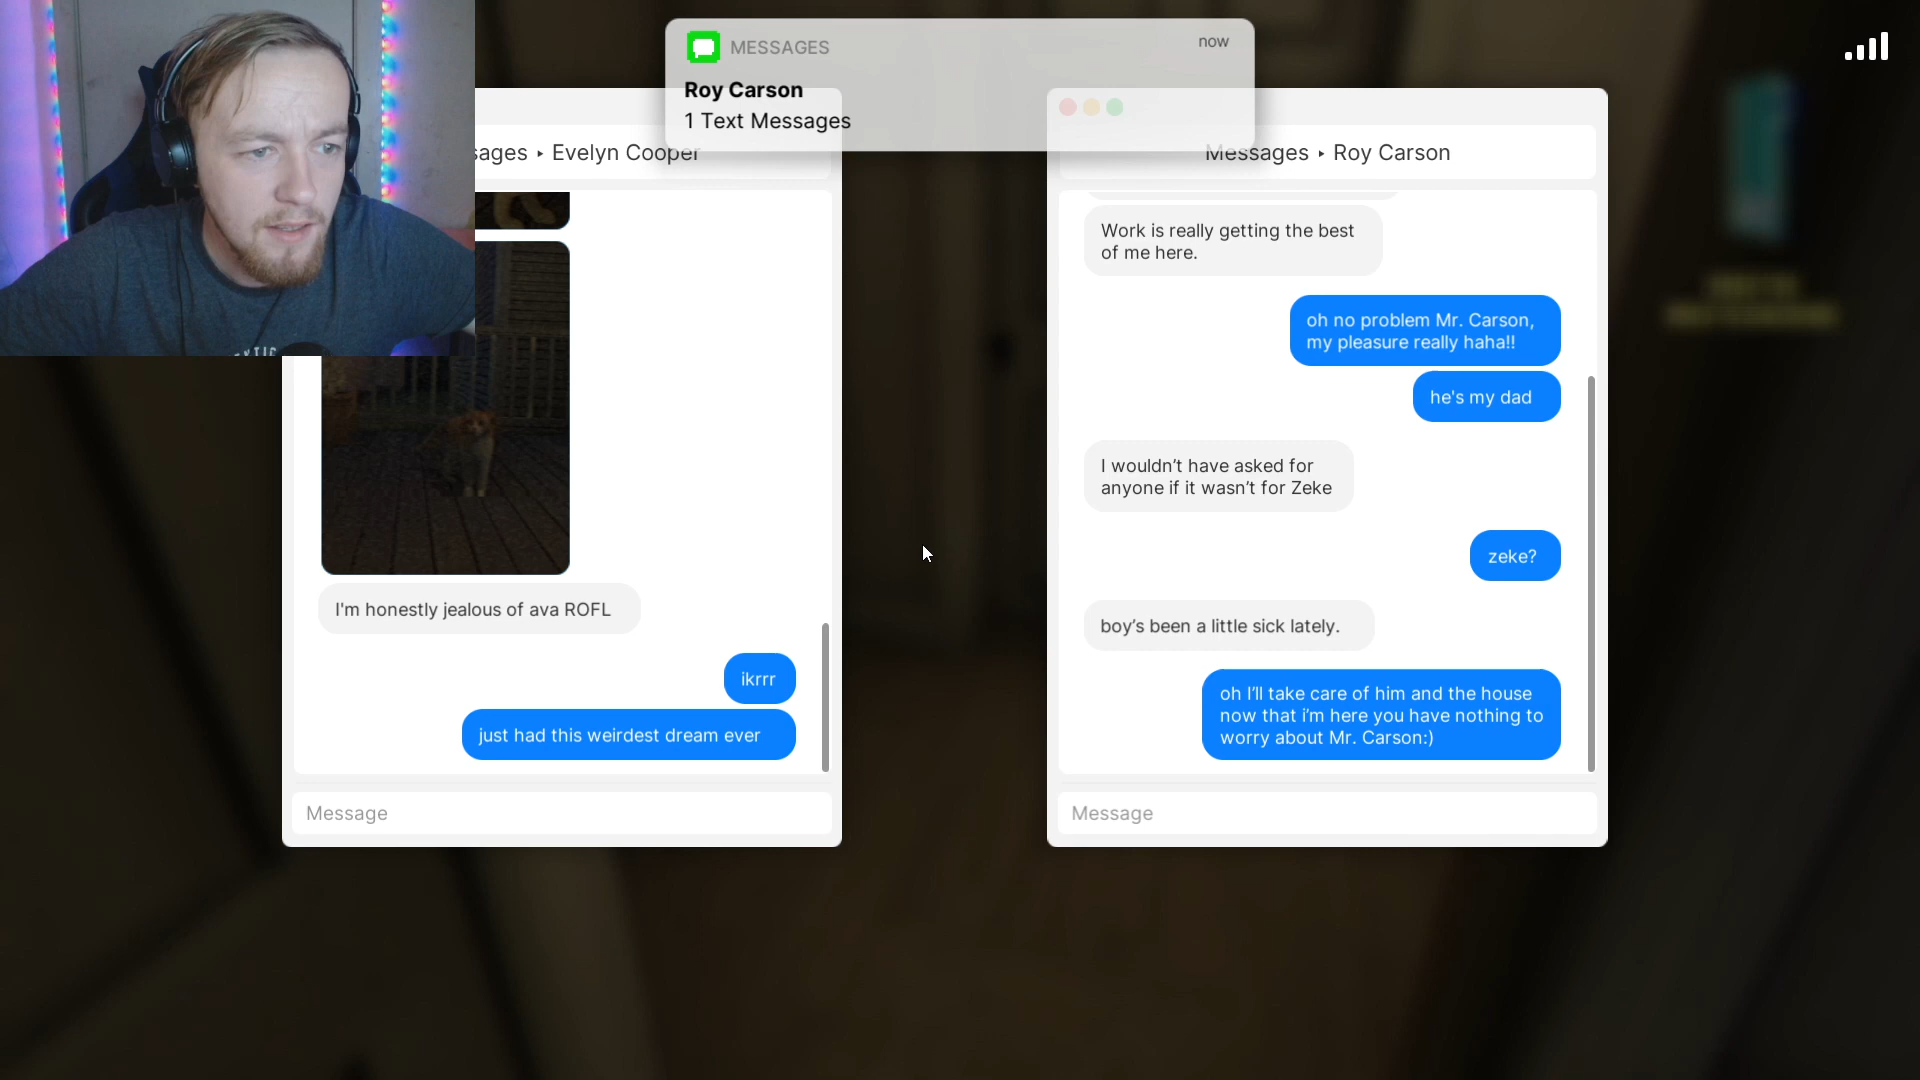 MESSAGES
now
Roy Carson
1 Text Messages
sages ▸ Evelyn Cooper
I'm honestly jealous of ava ROFL
ikrrr
just had this weirdest dream ever
Message
Messages ▸ Roy Carson
Work is really getting the best
of me here.
oh no problem Mr. Carson,
my pleasure really haha!!
he's my dad
I wouldn't have asked for
anyone if it wasn't for Zeke
zeke?
boy's been a little sick lately.
oh I'll take care of him and the house
now that i'm here you have nothing to
worry about Mr. Carson:)
Message